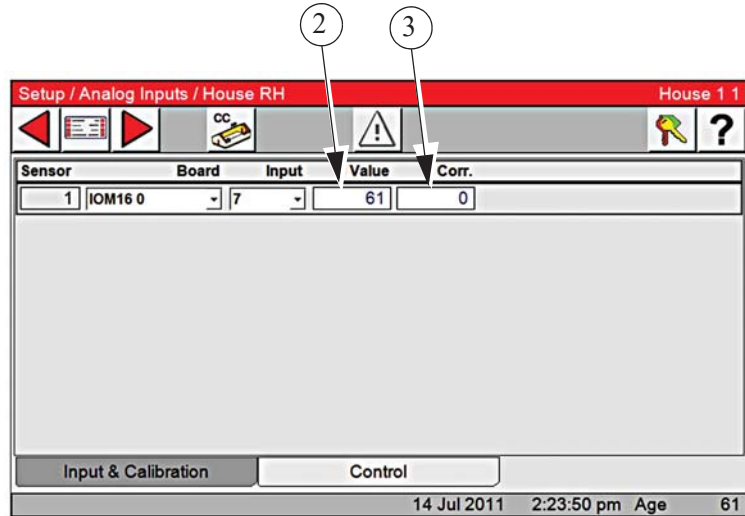 2 3
Setup / Analog Inputs / House RH House 1 1
CC ?
Sensor Board Input Value Corr.
1 IOM16 0 7 61 0
Input & Calibration Control
14 Jul 2011 2:23:50 pm Age 61